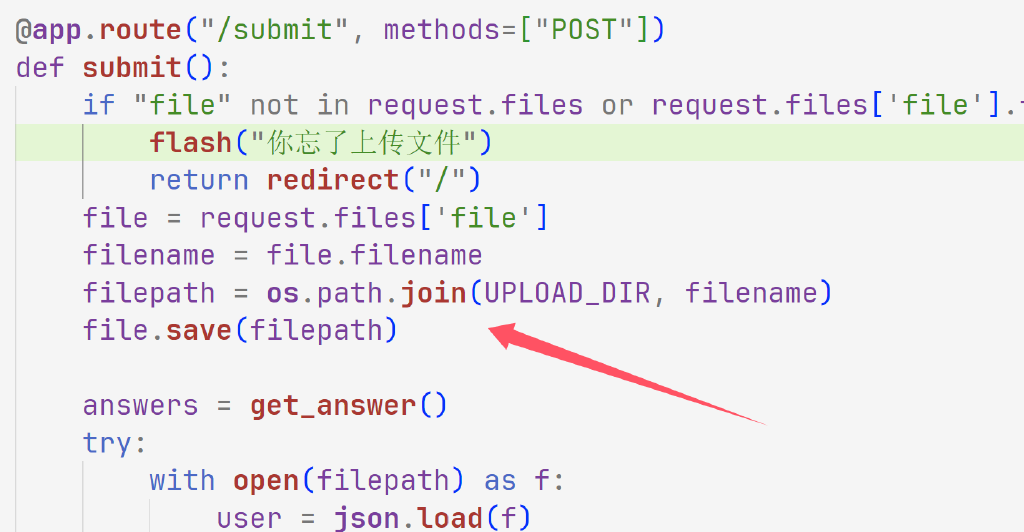 @app.route("/submit", methods=["POST"])
def submit():
    if "file" not in request.files or request.files['file'].
        flash("你忘了上传文件")
        return redirect("/")
    file = request.files['file']
    filename = file.filename
    filepath = os.path.join(UPLOAD_DIR, filename)
    file.save(filepath)
    answers = get_answer()
    try:
        with open(filepath) as f:
            user = json.load(f)